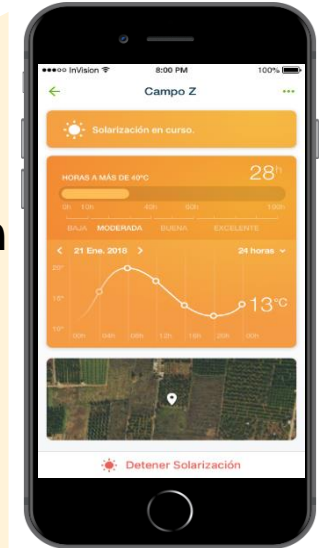 InVision 8:00 PM 100%
Campo Z
Solarización en curso.
HORAS A MÁS DE 40°C 28h
0h 10h 40h 60h 100h
BAJA MODERADA BUENA EXCELENTE
21 Ene. 2016 24 horas
20°
15° 13°C
10°
00h 04h 08h 12h 16h 20h 00h
Detener Solarización